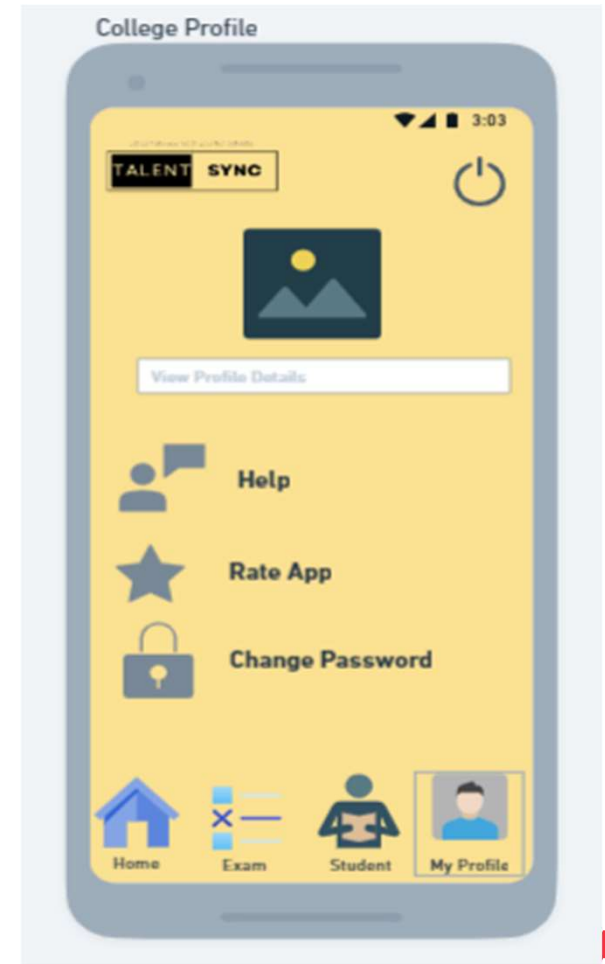 College Profile
3:03
TALENT SYNC
View Profile Details
Help
Rate App
Change Password
Home Exam Student My Profile